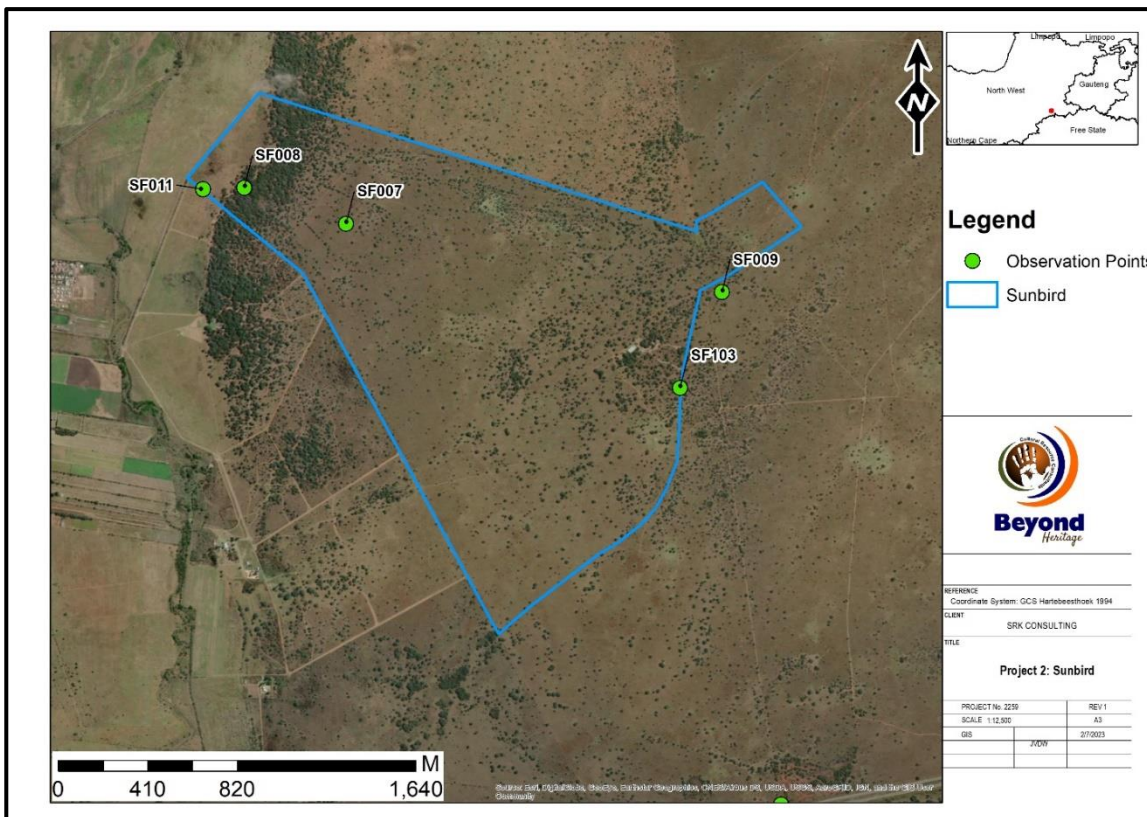 SF011
SF008
SF007
SF009
SF103
N
0 410 820 1,640
M
Community
Limpopo
Limpopo
North West
Gauteng
Free State
Northern Cape
Legend
Observation Points
Sunbird
Beyond
Heritage
REFERENCE
Coordinate System: GCS Hartebeesthoek 1994
CLIENT
SRK CONSULTING
TITLE
Project 2: Sunbird
PROJECT No. 2259
REV 1
SCALE 1:12,500
A3
GIS
2/7/2023
JVDW